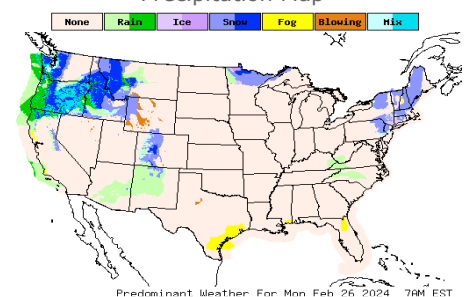 Precipitation Map
None Rain Ice Snow Fog Blowing Mix
Predominant Weather For Mon Feb 26 2024 7AM EST